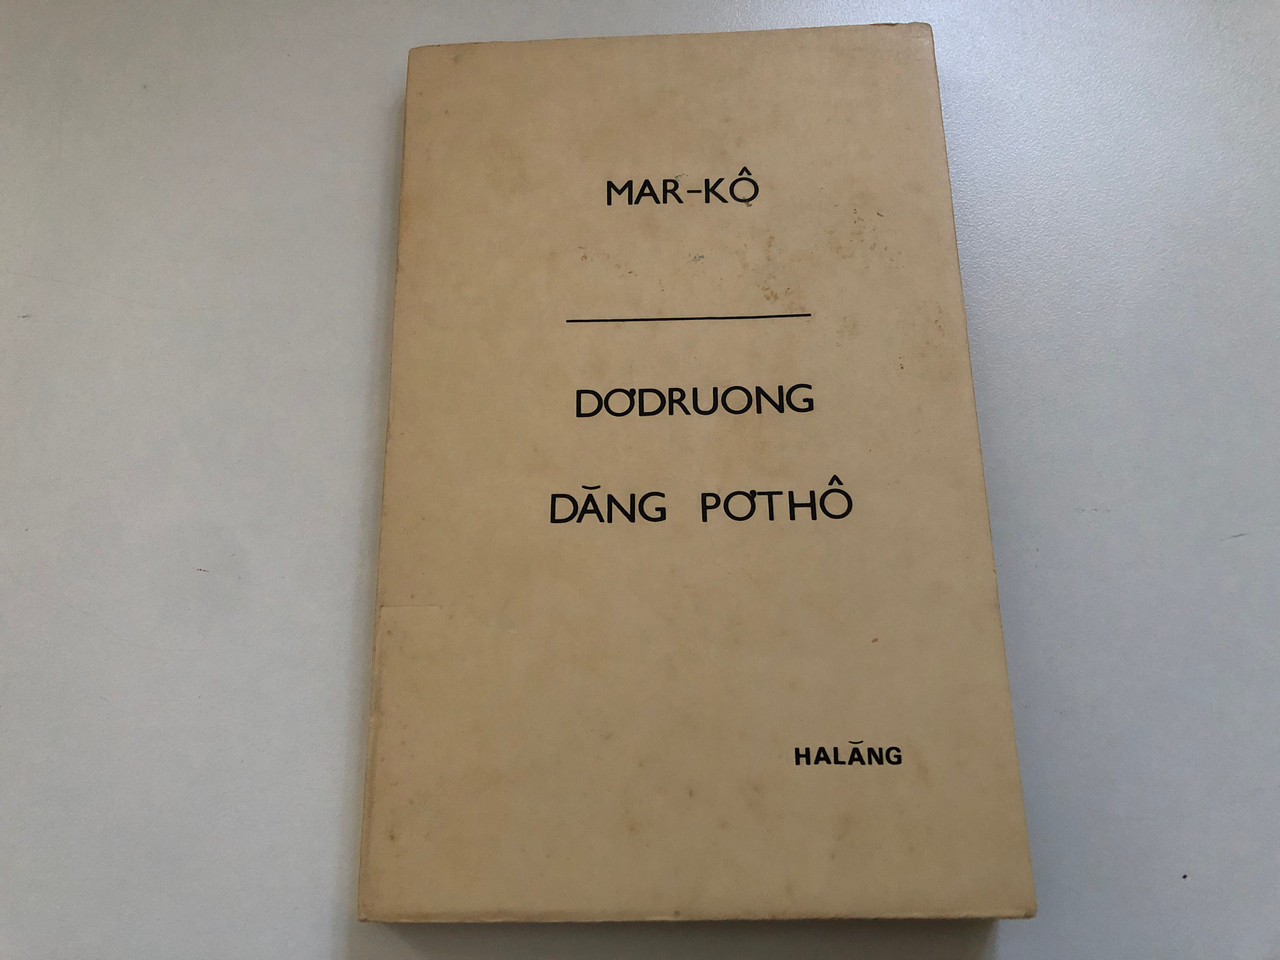 MAR-KÔ
DƠDRUONG
DĂNG PƠTHÔ
HALĂNG